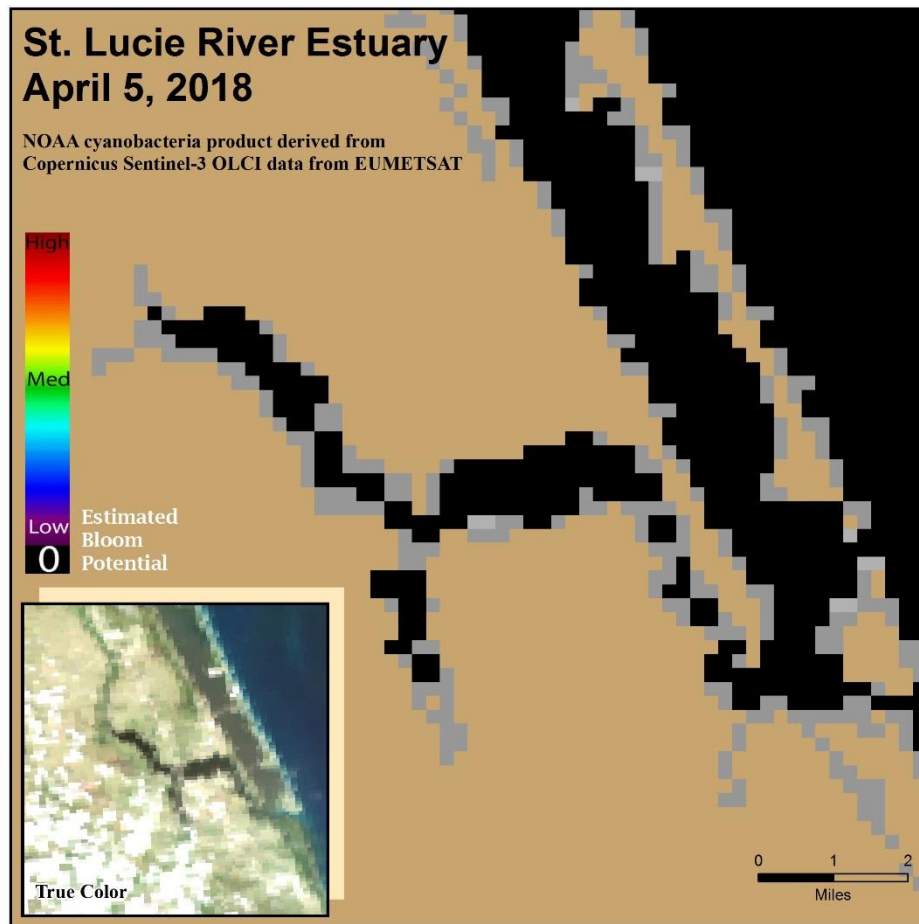 St. Lucie River Estuary
April 5, 2018
NOAA cyanobacteria product derived from
Copernicus Sentinel-3 OLCI data from EUMETSAT
High
Med
Low
0
Estimated
Bloom
Potential
True Color
0 1 2
Miles